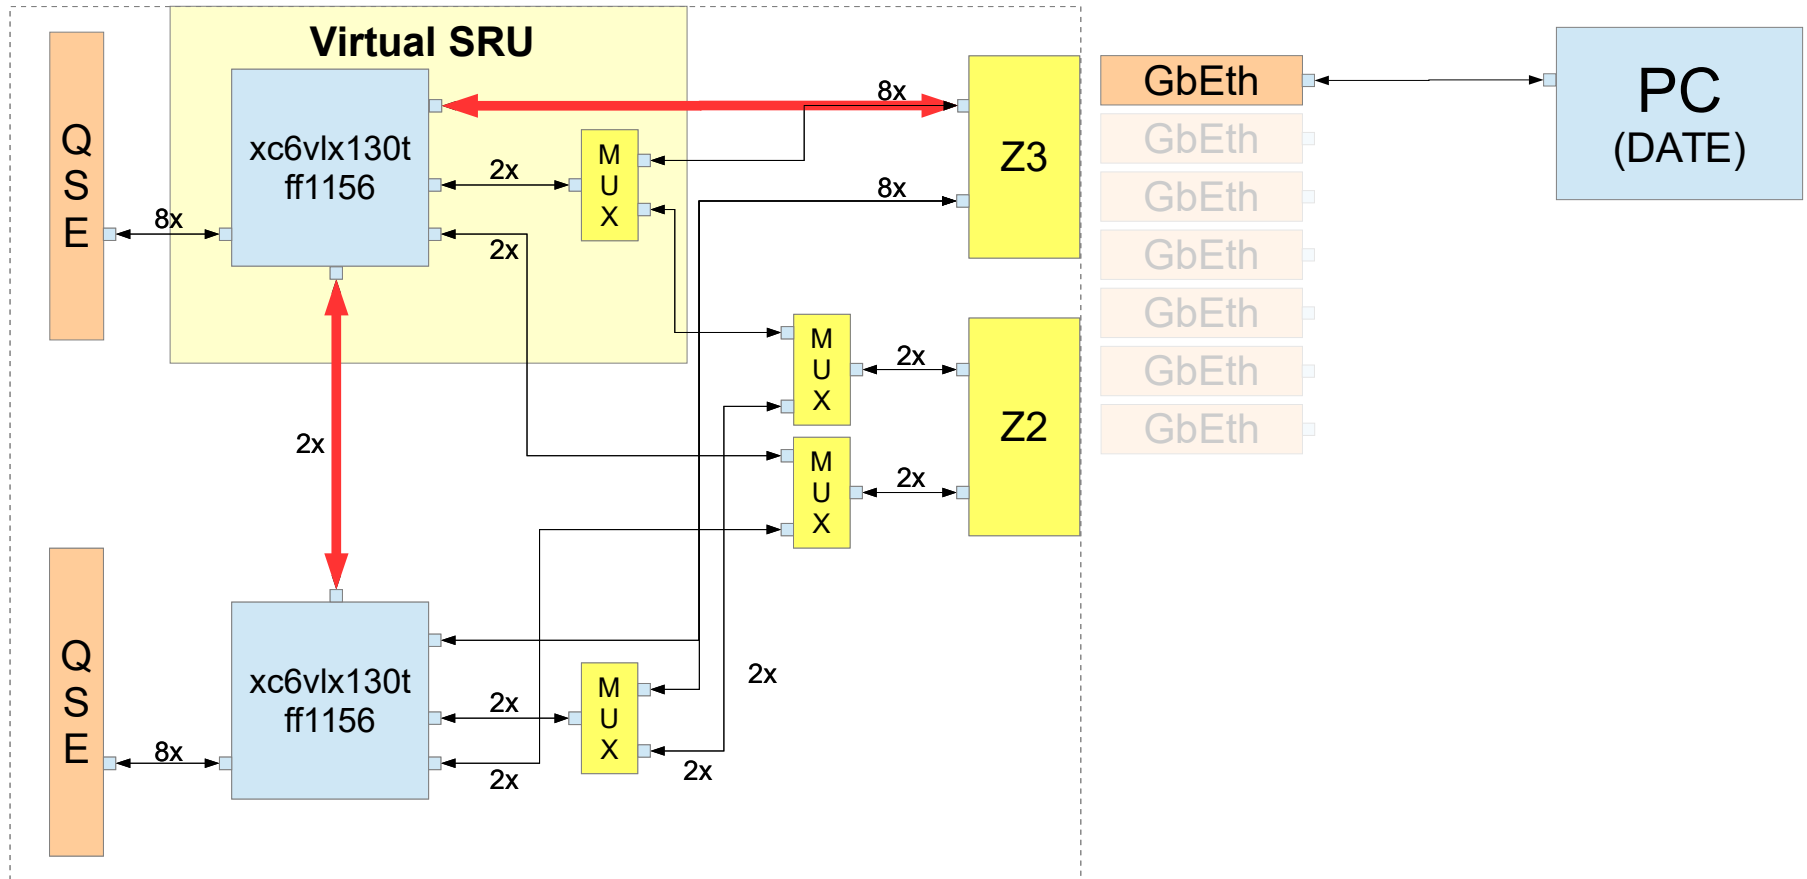 Virtual SRU
Q
S
E
8x
xc6vlx130t
ff1156
2x
2x
M
U
X
8x
8x
Z3
GbEth
GbEth
GbEth
GbEth
GbEth
GbEth
GbEth
PC
(DATE)
2x
M
U
X
2x
M
U
X
2x
Z2
Q
S
E
8x
xc6vlx130t
ff1156
2x
2x
M
U
X
2x
2x